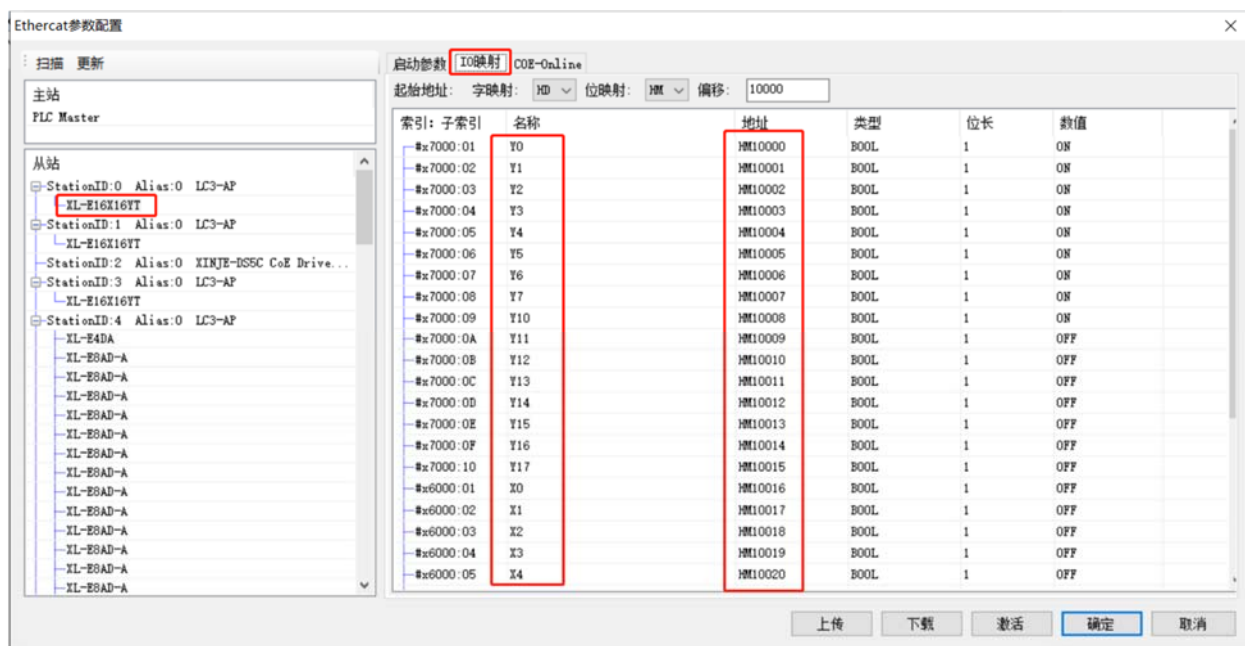 Ethercat参数配置
扫描 更新
主站
PLC Master
从站
StationID:0 Alias:0 LC3-AP
XL-E16X16YT
StationID:1 Alias:0 LC3-AP
XL-E16X16YT
StationID:2 Alias:0 XINJE-DS5C CoE Drive...
StationID:3 Alias:0 LC3-AP
XL-E16X16YT
StationID:4 Alias:0 LC3-AP
XL-E4DA
XL-E8AD-A
XL-E8AD-A
XL-E8AD-A
XL-E8AD-A
XL-E8AD-A
XL-E8AD-A
XL-E8AD-A
XL-E8AD-A
XL-E8AD-A
XL-E8AD-A
XL-E8AD-A
XL-E8AD-A
XL-E8AD-A
启动参数 IO映射 COE-Online
起始地址: 字映射: HD 位映射: HM 偏移: 10000
索引: 子索引 名称 地址 类型 位长 数值
#x7000:01 Y0 HM10000 BOOL 1 ON
#x7000:02 Y1 HM10001 BOOL 1 ON
#x7000:03 Y2 HM10002 BOOL 1 ON
#x7000:04 Y3 HM10003 BOOL 1 ON
#x7000:05 Y4 HM10004 BOOL 1 ON
#x7000:06 Y5 HM10005 BOOL 1 ON
#x7000:07 Y6 HM10006 BOOL 1 ON
#x7000:08 Y7 HM10007 BOOL 1 ON
#x7000:09 Y10 HM10008 BOOL 1 ON
#x7000:0A Y11 HM10009 BOOL 1 OFF
#x7000:0B Y12 HM10010 BOOL 1 OFF
#x7000:0C Y13 HM10011 BOOL 1 OFF
#x7000:0D Y14 HM10012 BOOL 1 OFF
#x7000:0E Y15 HM10013 BOOL 1 OFF
#x7000:0F Y16 HM10014 BOOL 1 OFF
#x7000:10 Y17 HM10015 BOOL 1 OFF
#x6000:01 X0 HM10016 BOOL 1 OFF
#x6000:02 X1 HM10017 BOOL 1 OFF
#x6000:03 X2 HM10018 BOOL 1 OFF
#x6000:04 X3 HM10019 BOOL 1 OFF
#x6000:05 X4 HM10020 BOOL 1 OFF
上传 下载 激活 确定 取消